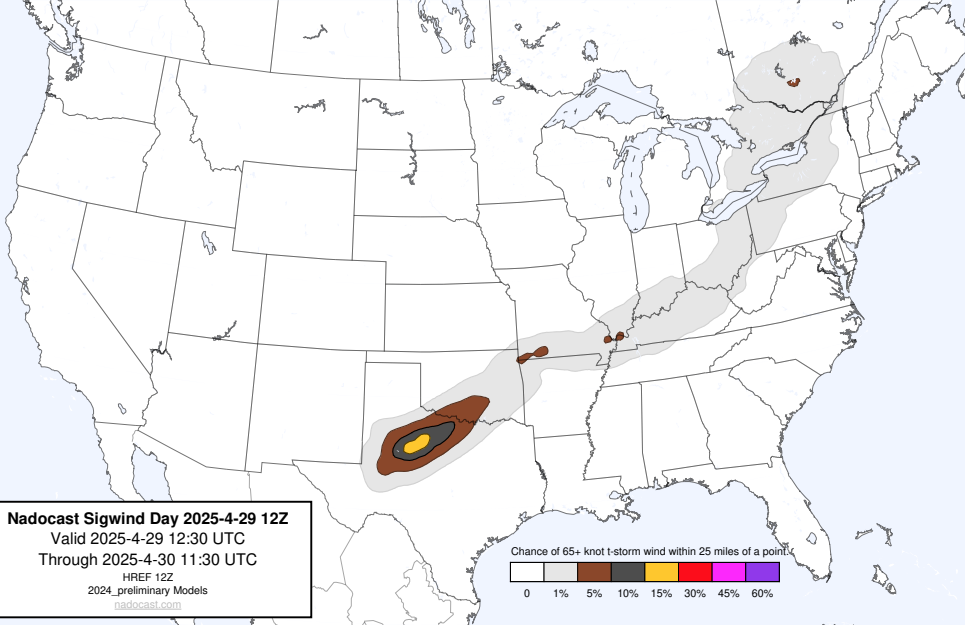 Nadocast Sigwind Day 2025-4-29 12Z
Valid 2025-4-29 12:30 UTC
Through 2025-4-30 11:30 UTC
HREF 12Z
2024_preliminary Models
nadocast.com
Chance of 65+ knot t-storm wind within 25 miles of a point.
0 1% 5% 10% 15% 30% 45% 60%